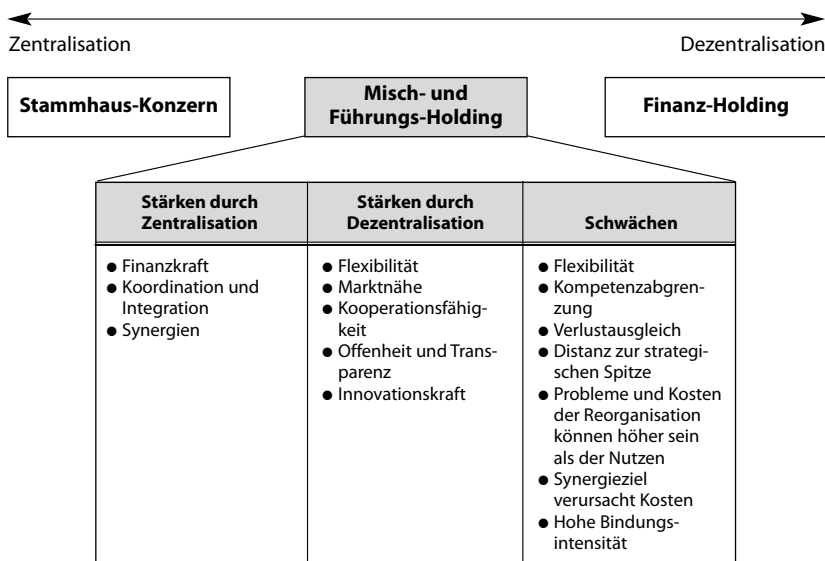 Zentralisation
Dezentralisation
Stammhaus-Konzern
Misch- und
Führungs-Holding
Finanz-Holding
Stärken durch
Zentralisation
Stärken durch
Dezentralisation
Schwächen
● Finanzkraft
● Koordination und
Integration
● Synergien
● Flexibilität
● Marktnähe
● Kooperationsfähig-
keit
● Offenheit und Trans-
parenz
● Innovationskraft
● Flexibilität
● Kompetenzabgren-
zung
● Verlustausgleich
● Distanz zur strategi-
schen Spitze
● Probleme und Kosten
der Reorganisation
können höher sein
als der Nutzen
● Synergieziel
verursacht Kosten
● Hohe Bindungs-
intensität